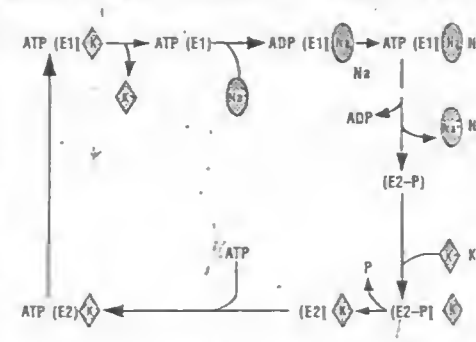 ATP (E1] K ATP (E1) ADP (E1] Na ATP (E1] Na N
K Na Na
ADP Na N
(E2-P)
ATP P K K
ATP (E2) K (E2] K (E2-P[ K